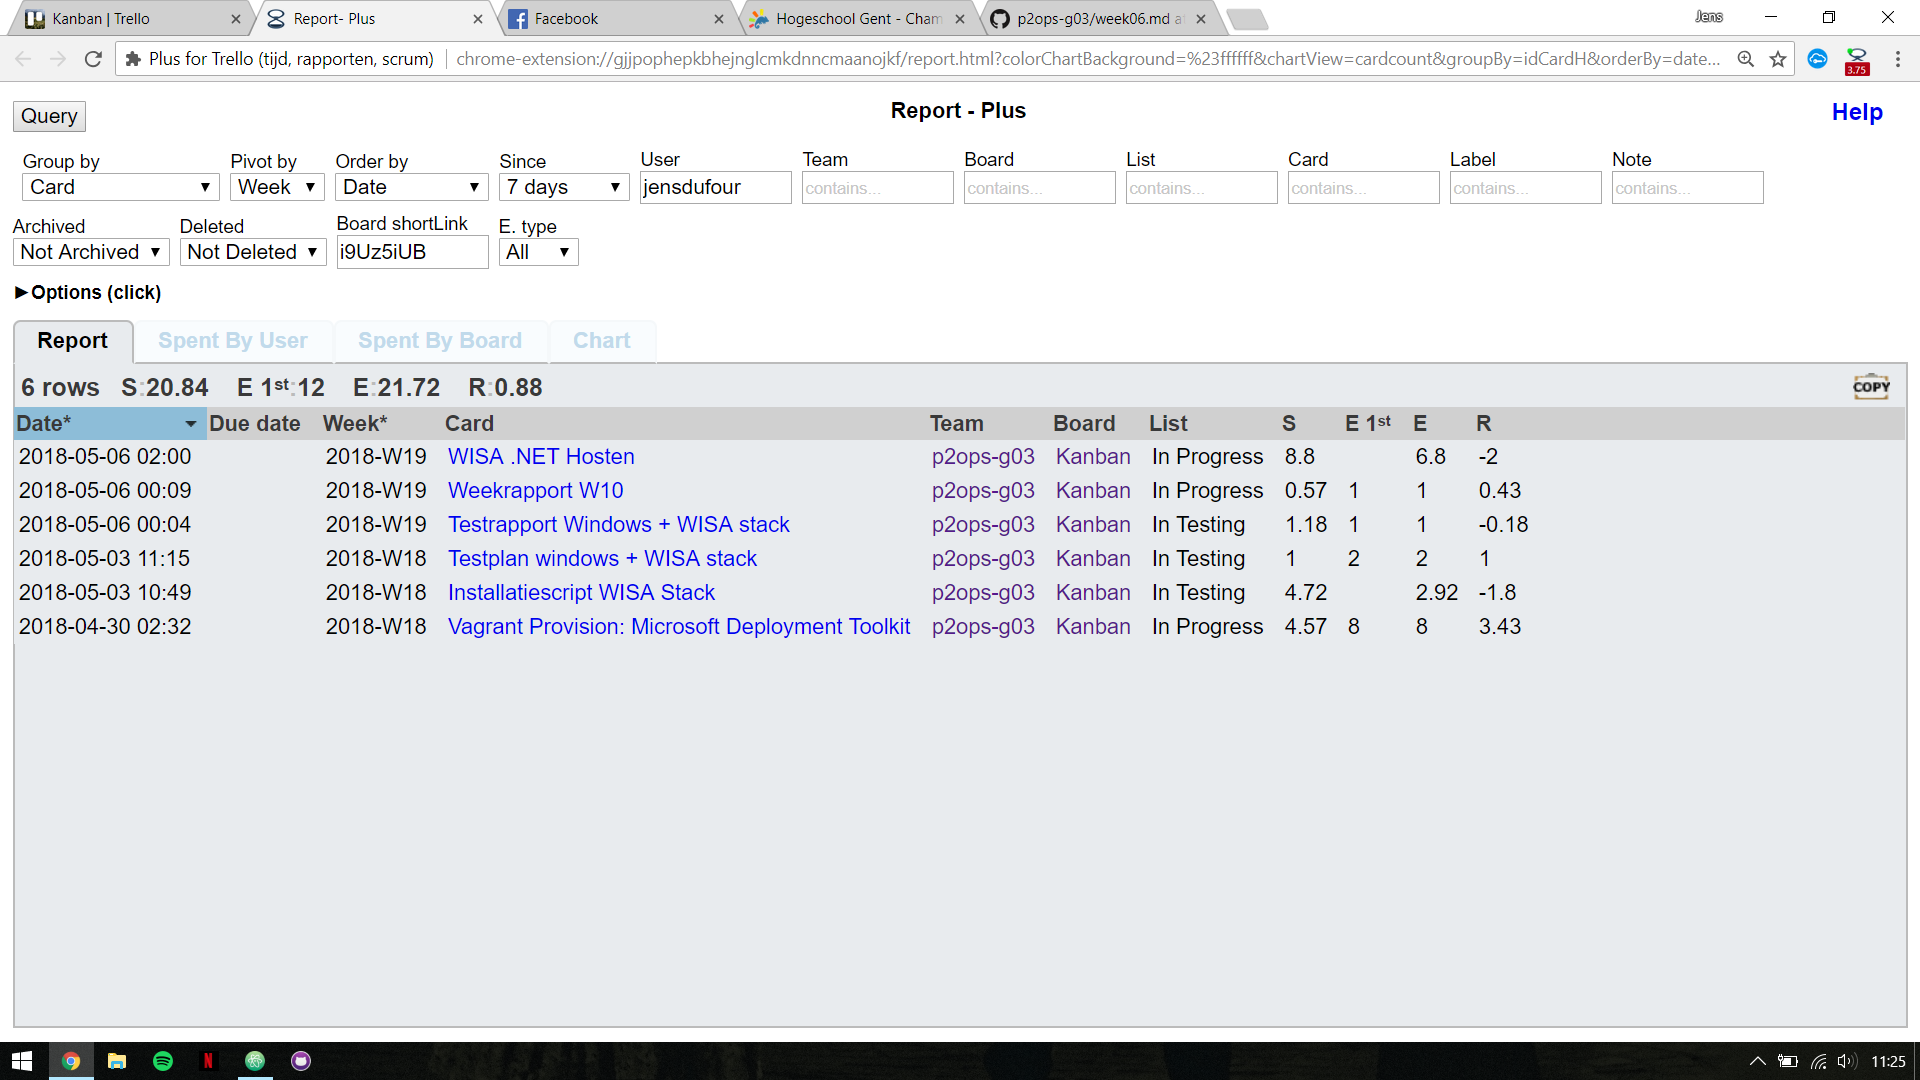 Kanban | Trello
Report- Plus
Facebook
Hogeschool Gent - Cham
p2ops-g03/week06.md a
Jens
Plus for Trello (tijd, rapporten, scrum)
chrome-extension://gjjpophepkbhejnglcmkdnncmaanojkf/report.html?colorChartBackground=%23ffffff&chartView=cardcount&groupBy=idCardH&orderBy=date...
3.75
Query
Report - Plus
Help
Group by Pivot by Order by Since User Team Board List Card Label Note
Card Week Date 7 days jensdufour contains... contains... contains... contains... contains... contains...
Archived Deleted Board shortLink E. type
Not Archived Not Deleted i9Uz5iUB All
►Options (click)
Report Spent By User Spent By Board Chart
6 rows S:20.84 E 1st:12 E:21.72 R:0.88
COPY
Date* Due date Week* Card Team Board List S E 1st E R
2018-05-06 02:00 2018-W19 WISA .NET Hosten p2ops-g03 Kanban In Progress 8.8 6.8 -2
2018-05-06 00:09 2018-W19 Weekrapport W10 p2ops-g03 Kanban In Progress 0.57 1 1 0.43
2018-05-06 00:04 2018-W19 Testrapport Windows + WISA stack p2ops-g03 Kanban In Testing 1.18 1 1 -0.18
2018-05-03 11:15 2018-W18 Testplan windows + WISA stack p2ops-g03 Kanban In Testing 1 2 2 1
2018-05-03 10:49 2018-W18 Installatiescript WISA Stack p2ops-g03 Kanban In Testing 4.72 2.92 -1.8
2018-04-30 02:32 2018-W18 Vagrant Provision: Microsoft Deployment Toolkit p2ops-g03 Kanban In Progress 4.57 8 8 3.43
11:25